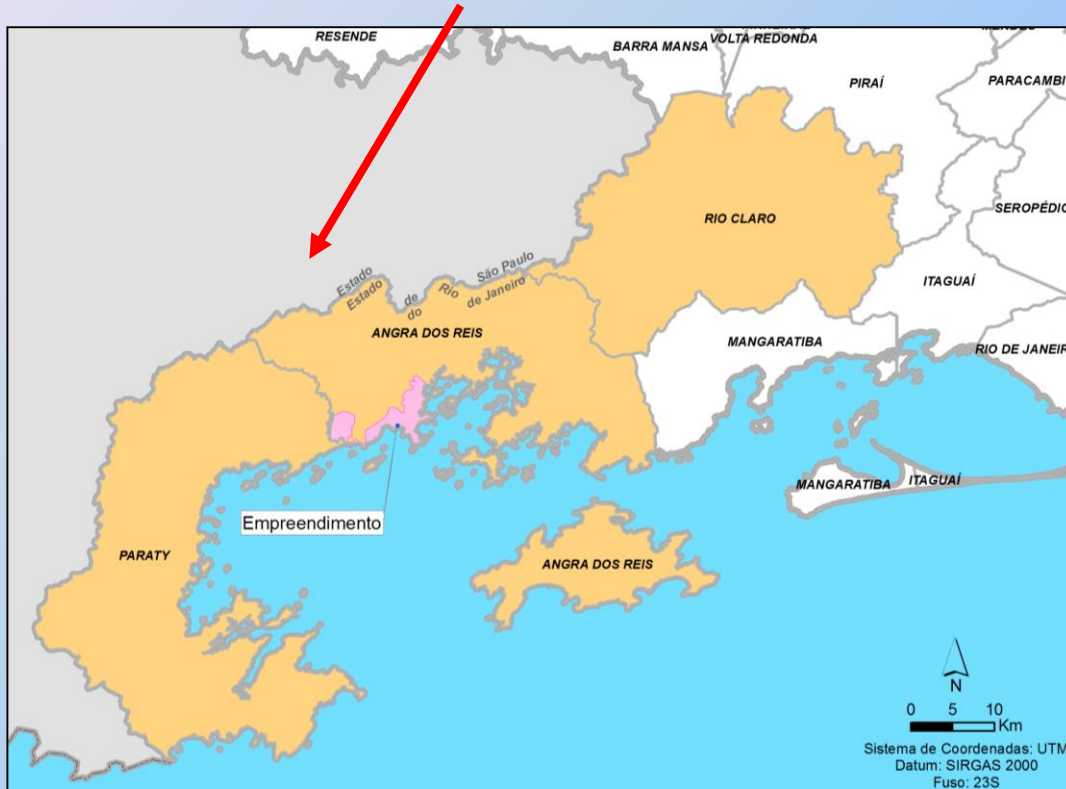 RESENDE
BARRA MANSA
VOLTA REDONDA
PIRAÍ
PARACAMBI
SEROPÉDIC
RIO CLARO
ITAGUAÍ
Estado de São Paulo
Estado do Rio de Janeiro
ANGRA DOS REIS
MANGARATIBA
RIO DE JANEIR
MANGARATIBA
ITAGUAÍ
Empreendimento
PARATY
ANGRA DOS REIS
N
0 5 10
Km
Sistema de Coordenadas: UTM
Datum: SIRGAS 2000
Fuso: 23S